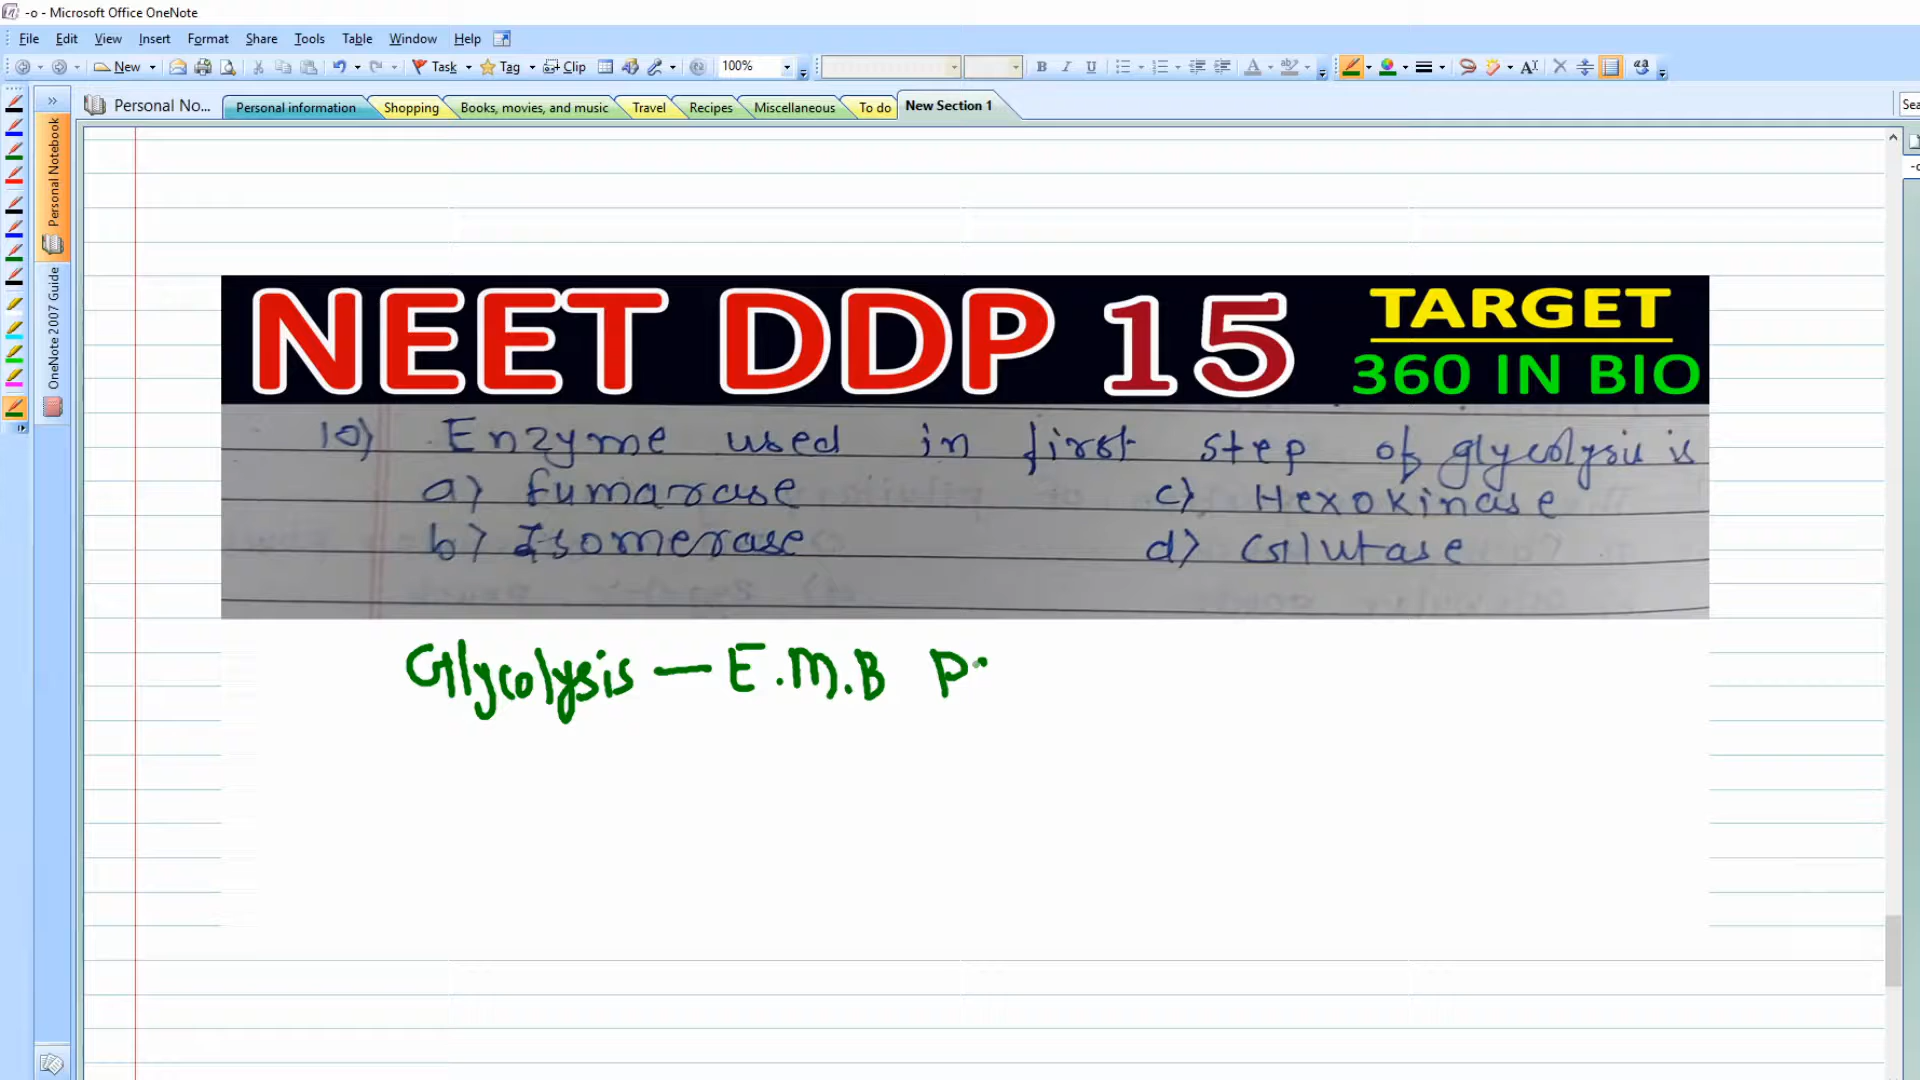 -o - Microsoft Office OneNote
File Edit View Insert Format Share Tools Table Window Help
New Task Tag Clip 100% B I U
Personal No... Personal information Shopping Books, movies, and music Travel Recipes Miscellaneous To do New Section 1 Sea
Personal Notebook
OneNote 2007 Guide
NEET DDP 15 TARGET
360 IN BIO
10) Enzyme used in first step of glycolysis is
a) fumarase c) Hexokinase
b) Isomerase d) Glutase
Glycolysis — E.M.B P.